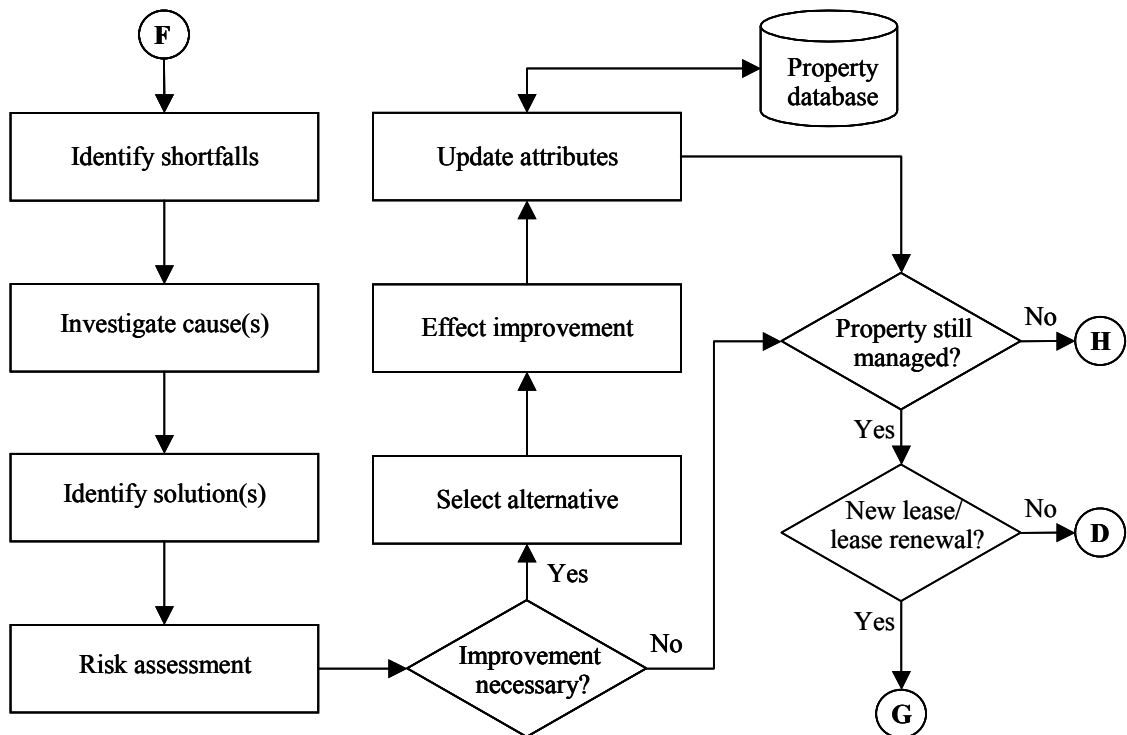 F
Identify shortfalls
Investigate cause(s)
Identify solution(s)
Risk assessment
Improvement
necessary?
Yes
No
Select alternative
Effect improvement
Update attributes
Property
database
Property still
managed?
No
H
Yes
New lease/
lease renewal?
No
D
Yes
G